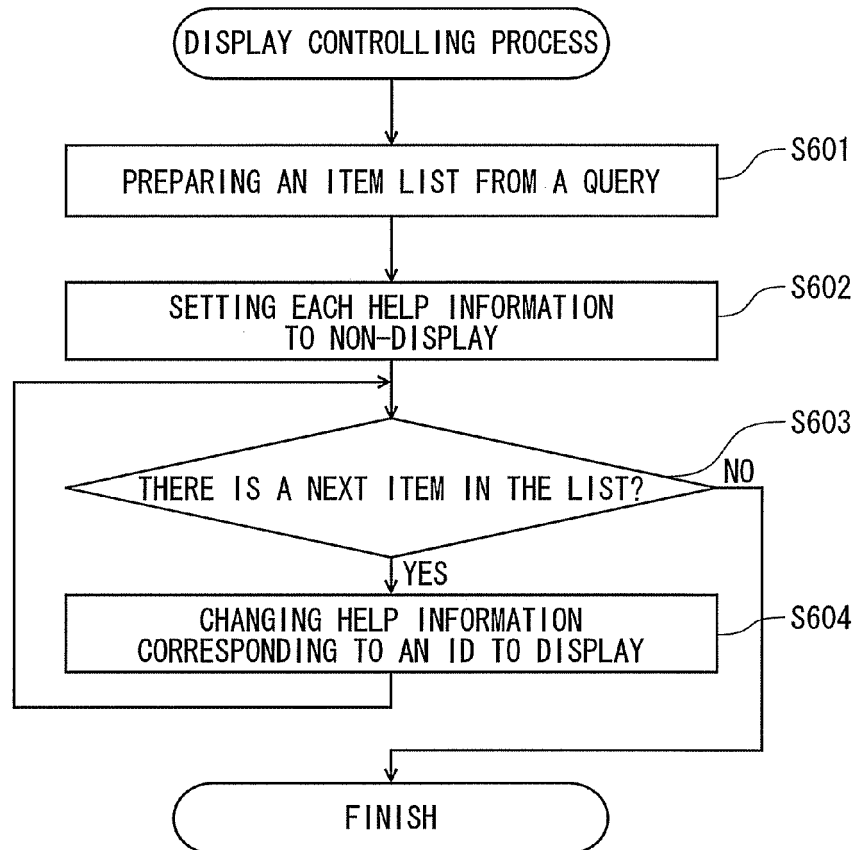 DISPLAY CONTROLLING PROCESS
S601
PREPARING AN ITEM LIST FROM A QUERY
S602
SETTING EACH HELP INFORMATION
TO NON-DISPLAY
S603
THERE IS A NEXT ITEM IN THE LIST?
NO
YES
S604
CHANGING HELP INFORMATION
CORRESPONDING TO AN ID TO DISPLAY
FINISH